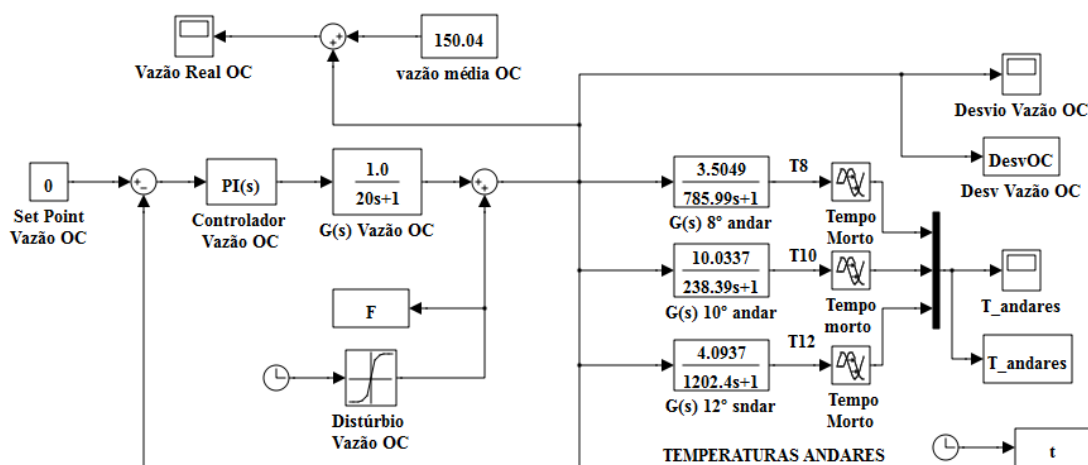 150.04
Vazão Real OC
vazão média OC
Desvio Vazão OC
DesvOC
Desv Vazão OC
0
Set Point
Vazão OC
+
−
PI(s)
Controlador
Vazão OC
1.0
20s+1
G(s) Vazão OC
+
+
+
+
3.5049
785.99s+1
G(s) 8° andar
T8
Tempo
Morto
10.0337
238.39s+1
G(s) 10° andar
T10
Tempo
morto
4.0937
1202.4s+1
G(s) 12° sndar
T12
Tempo
Morto
T_andares
T_andares
F
Distúrbio
Vazão OC
TEMPERATURAS ANDARES
t